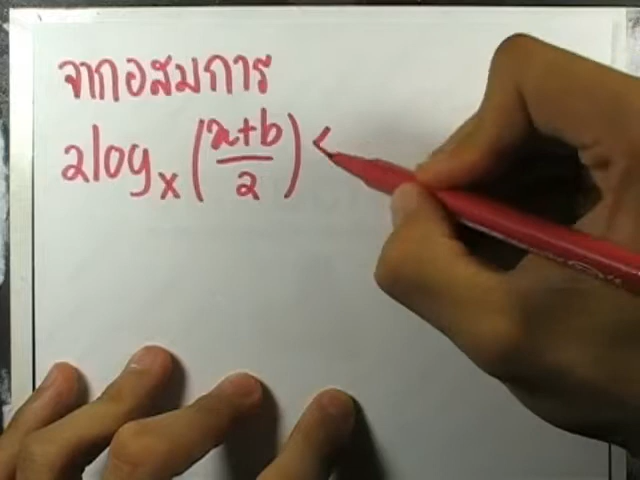 จากอสมการ
2log_x ((a+b)/2) <